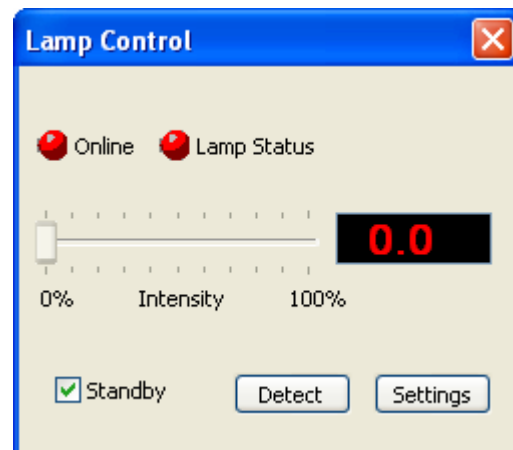 Lamp Control
Online Lamp Status
0.0
0% Intensity 100%
Standby Detect Settings